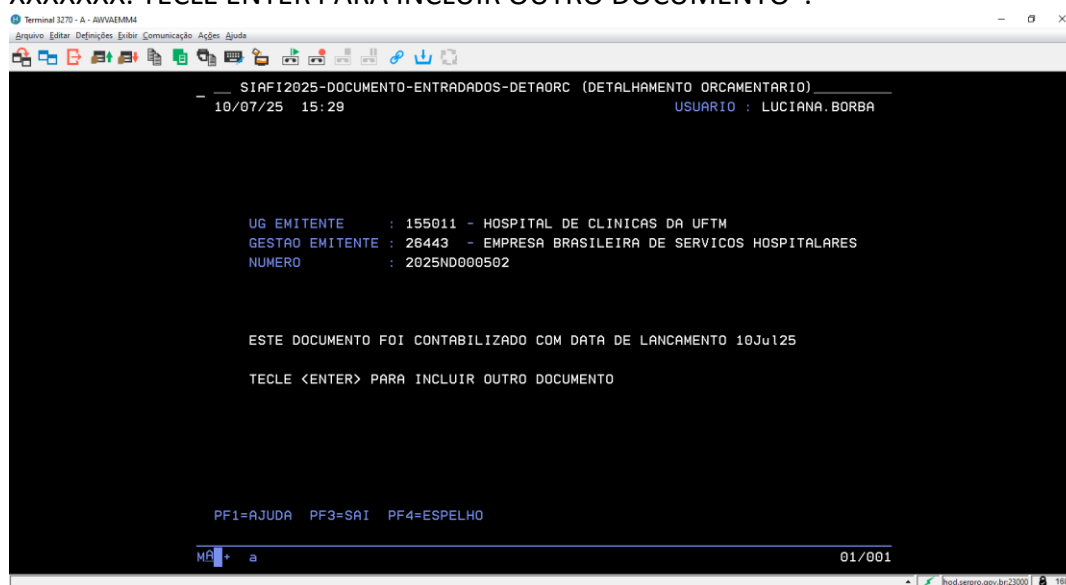 XXXXXXX. TECLE ENTER PARA INCLUIR OUTRO DOCUMENTO".
Terminal 3270 - A - AWVAEMM4
Arquivo Editar Definições Exibir Comunicação Ações Ajuda
__ SIAFI2025-DOCUMENTO-ENTRADADOS-DETAORC (DETALHAMENTO ORCAMENTARIO)________
10/07/25 15:29 USUARIO : LUCIANA.BORBA
UG EMITENTE : 155011 - HOSPITAL DE CLINICAS DA UFTM
GESTAO EMITENTE : 26443 - EMPRESA BRASILEIRA DE SERVICOS HOSPITALARES
NUMERO : 2025ND000502
ESTE DOCUMENTO FOI CONTABILIZADO COM DATA DE LANCAMENTO 10Jul25
TECLE <ENTER> PARA INCLUIR OUTRO DOCUMENTO
PF1=AJUDA PF3=SAI PF4=ESPELHO
MA + a 01/001
hod.serpro.gov.br:23000